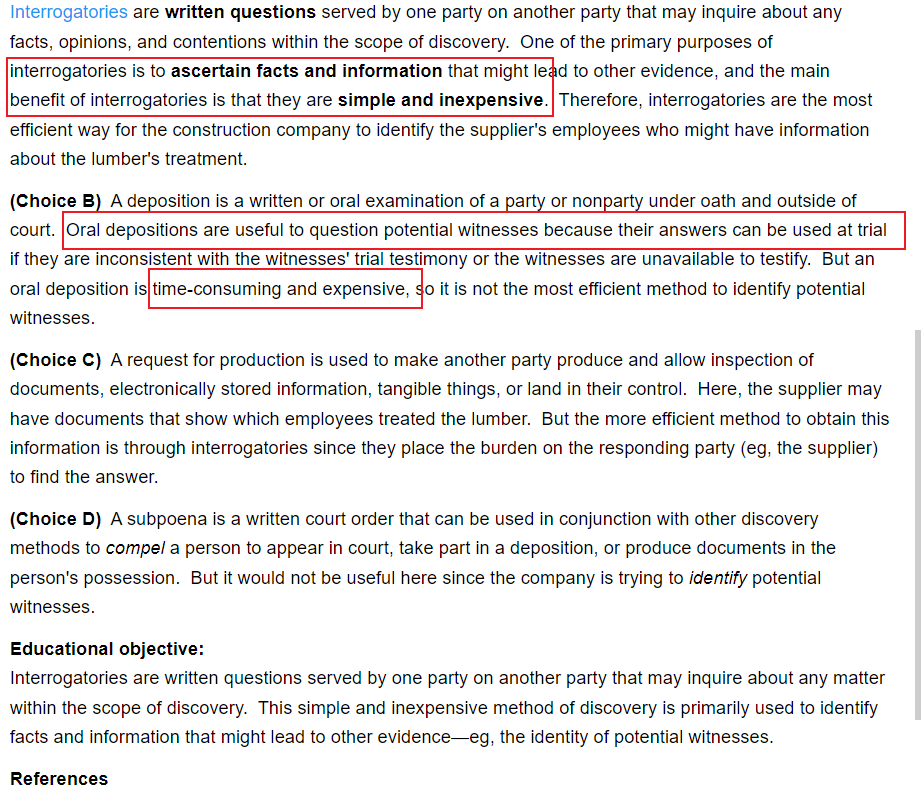 Interrogatories are written questions served by one party on another party that may inquire about any
facts, opinions, and contentions within the scope of discovery.  One of the primary purposes of
interrogatories is to ascertain facts and information that might lead to other evidence, and the main
benefit of interrogatories is that they are simple and inexpensive.  Therefore, interrogatories are the most
efficient way for the construction company to identify the supplier's employees who might have information
about the lumber's treatment.
(Choice B)  A deposition is a written or oral examination of a party or nonparty under oath and outside of
court.  Oral depositions are useful to question potential witnesses because their answers can be used at trial
if they are inconsistent with the witnesses' trial testimony or the witnesses are unavailable to testify.  But an
oral deposition is time-consuming and expensive, so it is not the most efficient method to identify potential
witnesses.
(Choice C)  A request for production is used to make another party produce and allow inspection of
documents, electronically stored information, tangible things, or land in their control.  Here, the supplier may
have documents that show which employees treated the lumber.  But the more efficient method to obtain this
information is through interrogatories since they place the burden on the responding party (eg, the supplier)
to find the answer.
(Choice D)  A subpoena is a written court order that can be used in conjunction with other discovery
methods to compel a person to appear in court, take part in a deposition, or produce documents in the
person's possession.  But it would not be useful here since the company is trying to identify potential
witnesses.
Educational objective:
Interrogatories are written questions served by one party on another party that may inquire about any matter
within the scope of discovery.  This simple and inexpensive method of discovery is primarily used to identify
facts and information that might lead to other evidence—eg, the identity of potential witnesses.
References